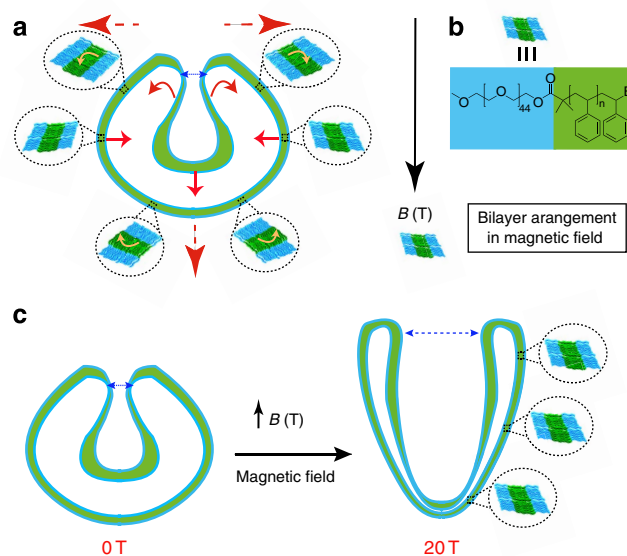 a
b
O
O
44
O
O
n
B
B (T)
Bilayer arangement
in magnetic field
c
B (T)
Magnetic field
0 T
20 T